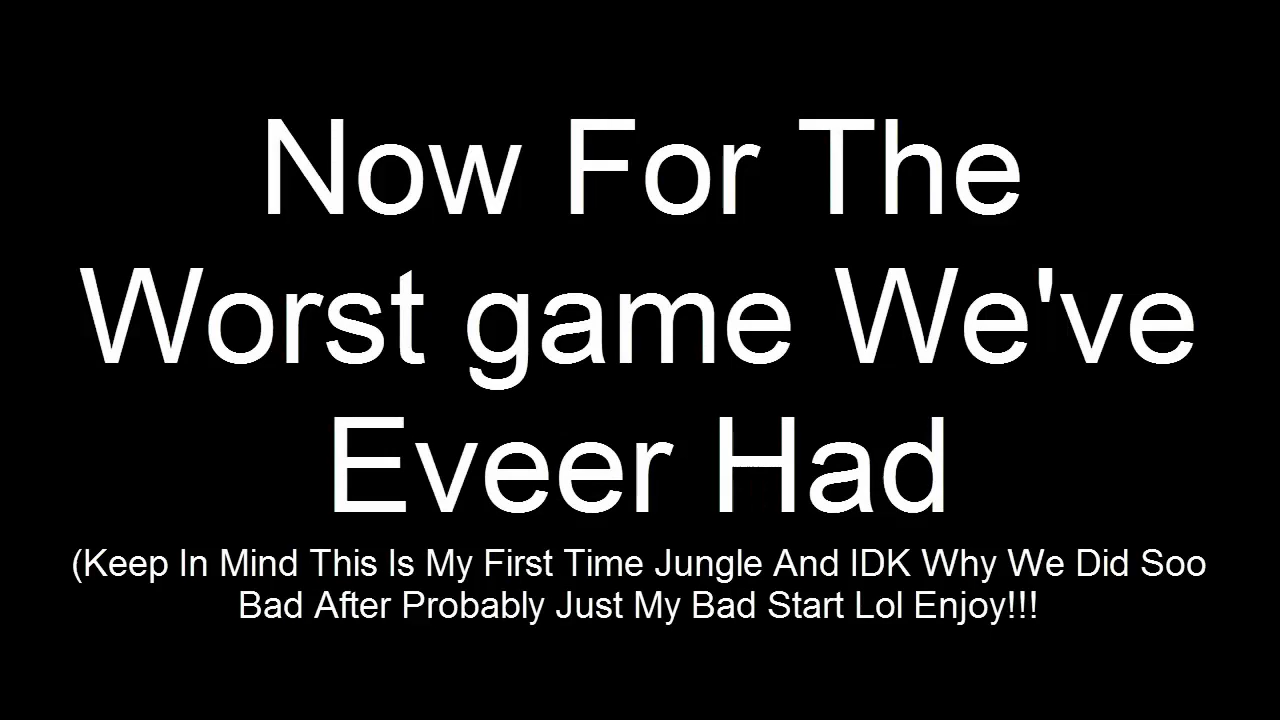 Now For The
Worst game We've
Eveer Had
(Keep In Mind This Is My First Time Jungle And IDK Why We Did Soo
Bad After Probably Just My Bad Start Lol Enjoy!!!